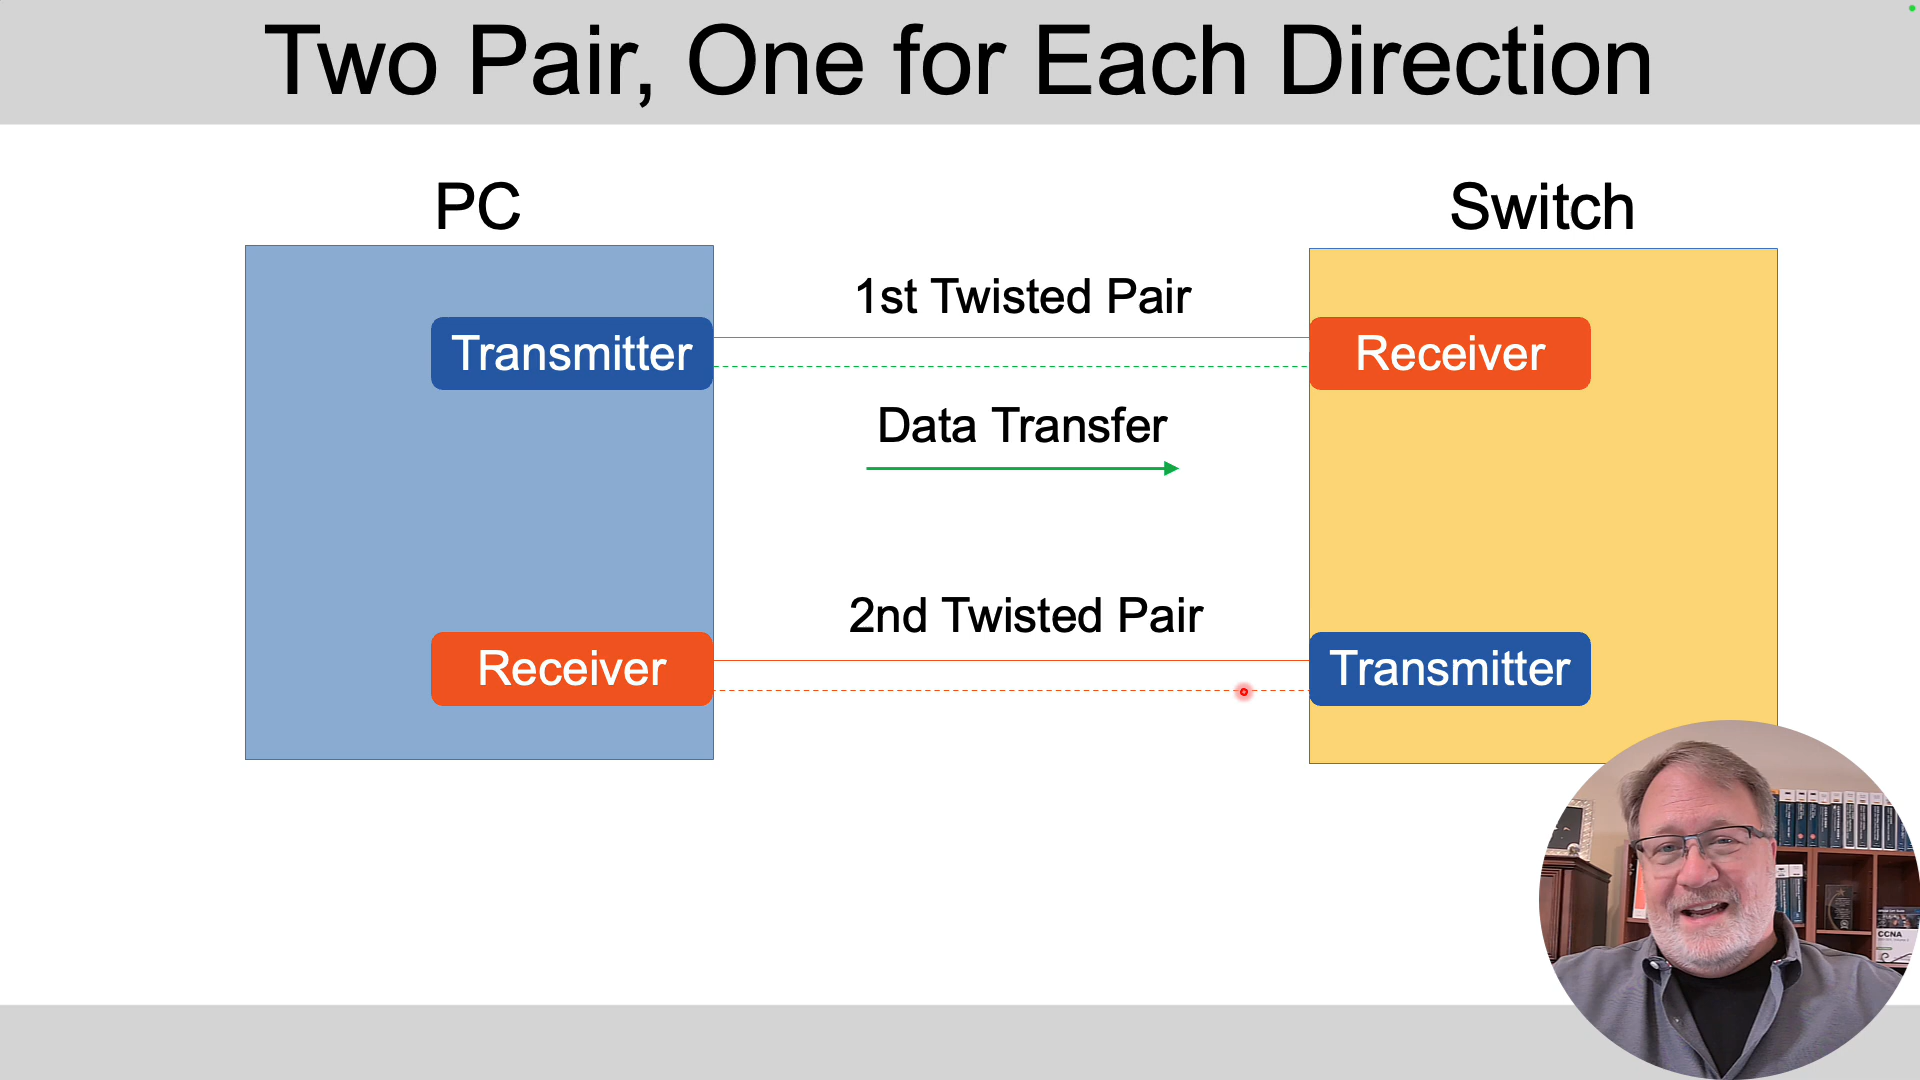 Two Pair, One for Each Direction
PC
Switch
1st Twisted Pair
Transmitter
Receiver
Data Transfer
2nd Twisted Pair
Receiver
Transmitter
CCNA